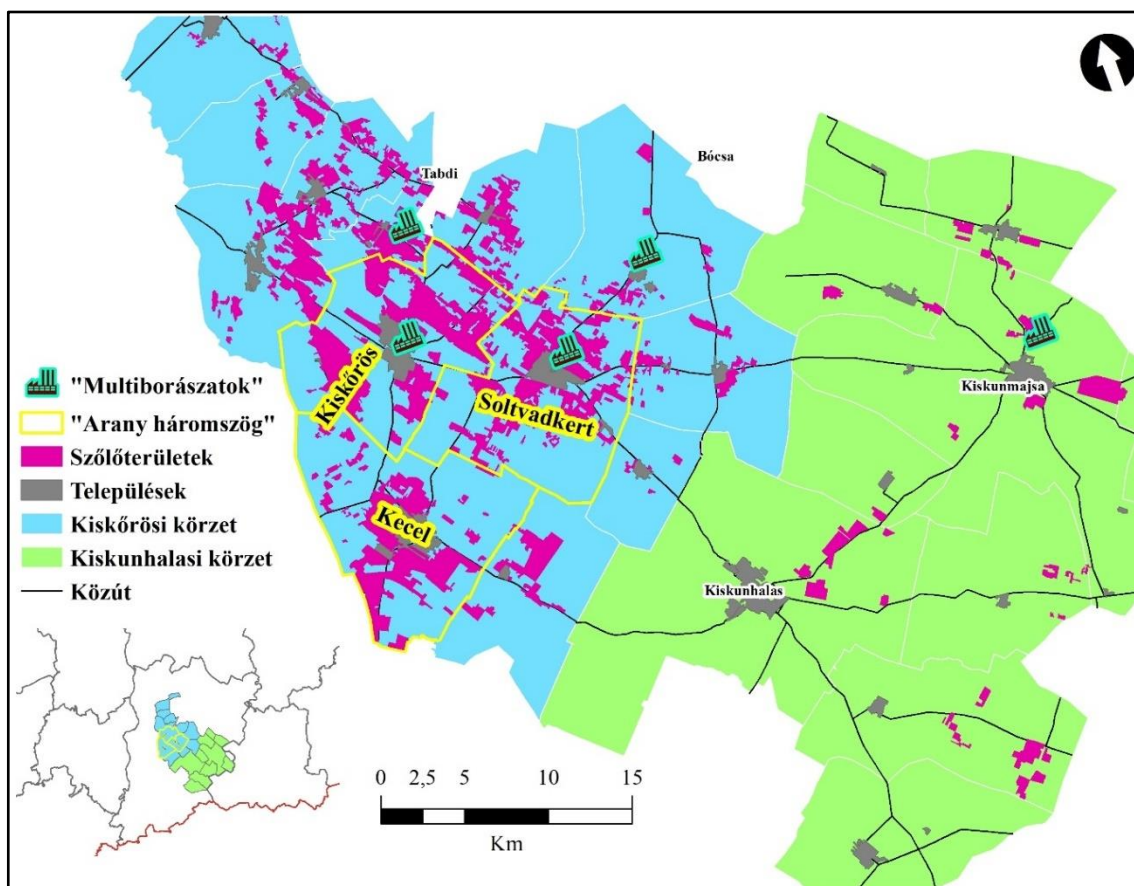 Tabdi
Bócsa
Kiskőrös
Soltvadkert
Kiskunmajsa
Kecel
Kiskunhalas
"Multiborászatok"
"Arany háromszög"
Szőlőterületek
Települések
Kiskőrösi körzet
Kiskunhalasi körzet
Közút
0 2,5 5 10 15
Km